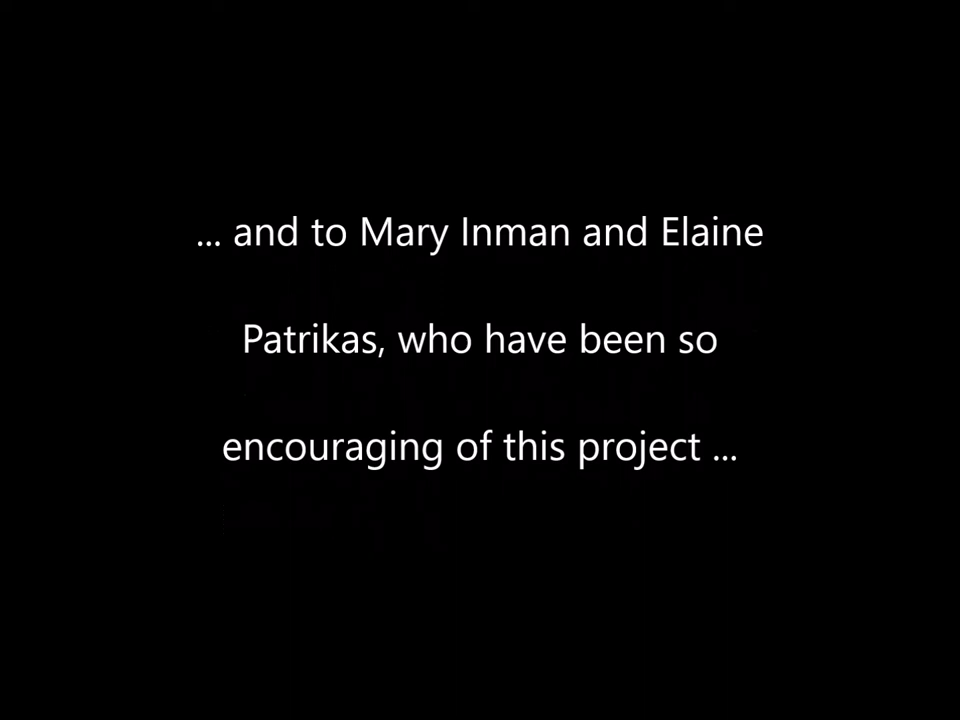 ... and to Mary Inman and Elaine
Patrikas, who have been so
encouraging of this project ...